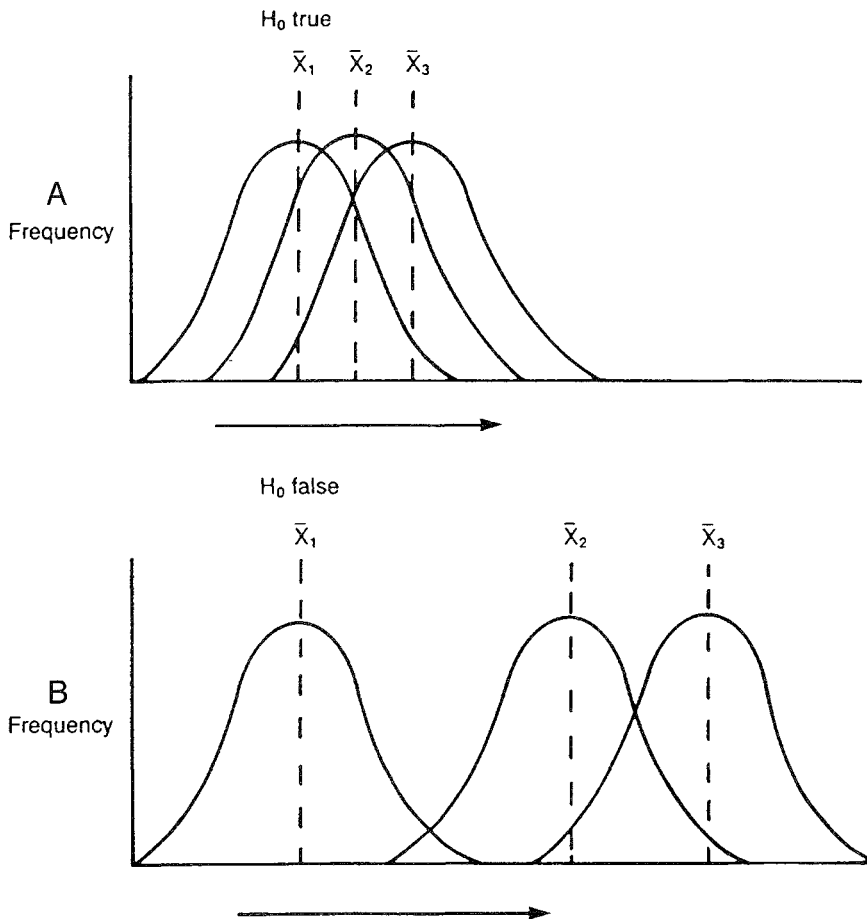 H₀ true
X̄₁ X̄₂ X̄₃
A
Frequency
H₀ false
X̄₁ X̄₂ X̄₃
B
Frequency